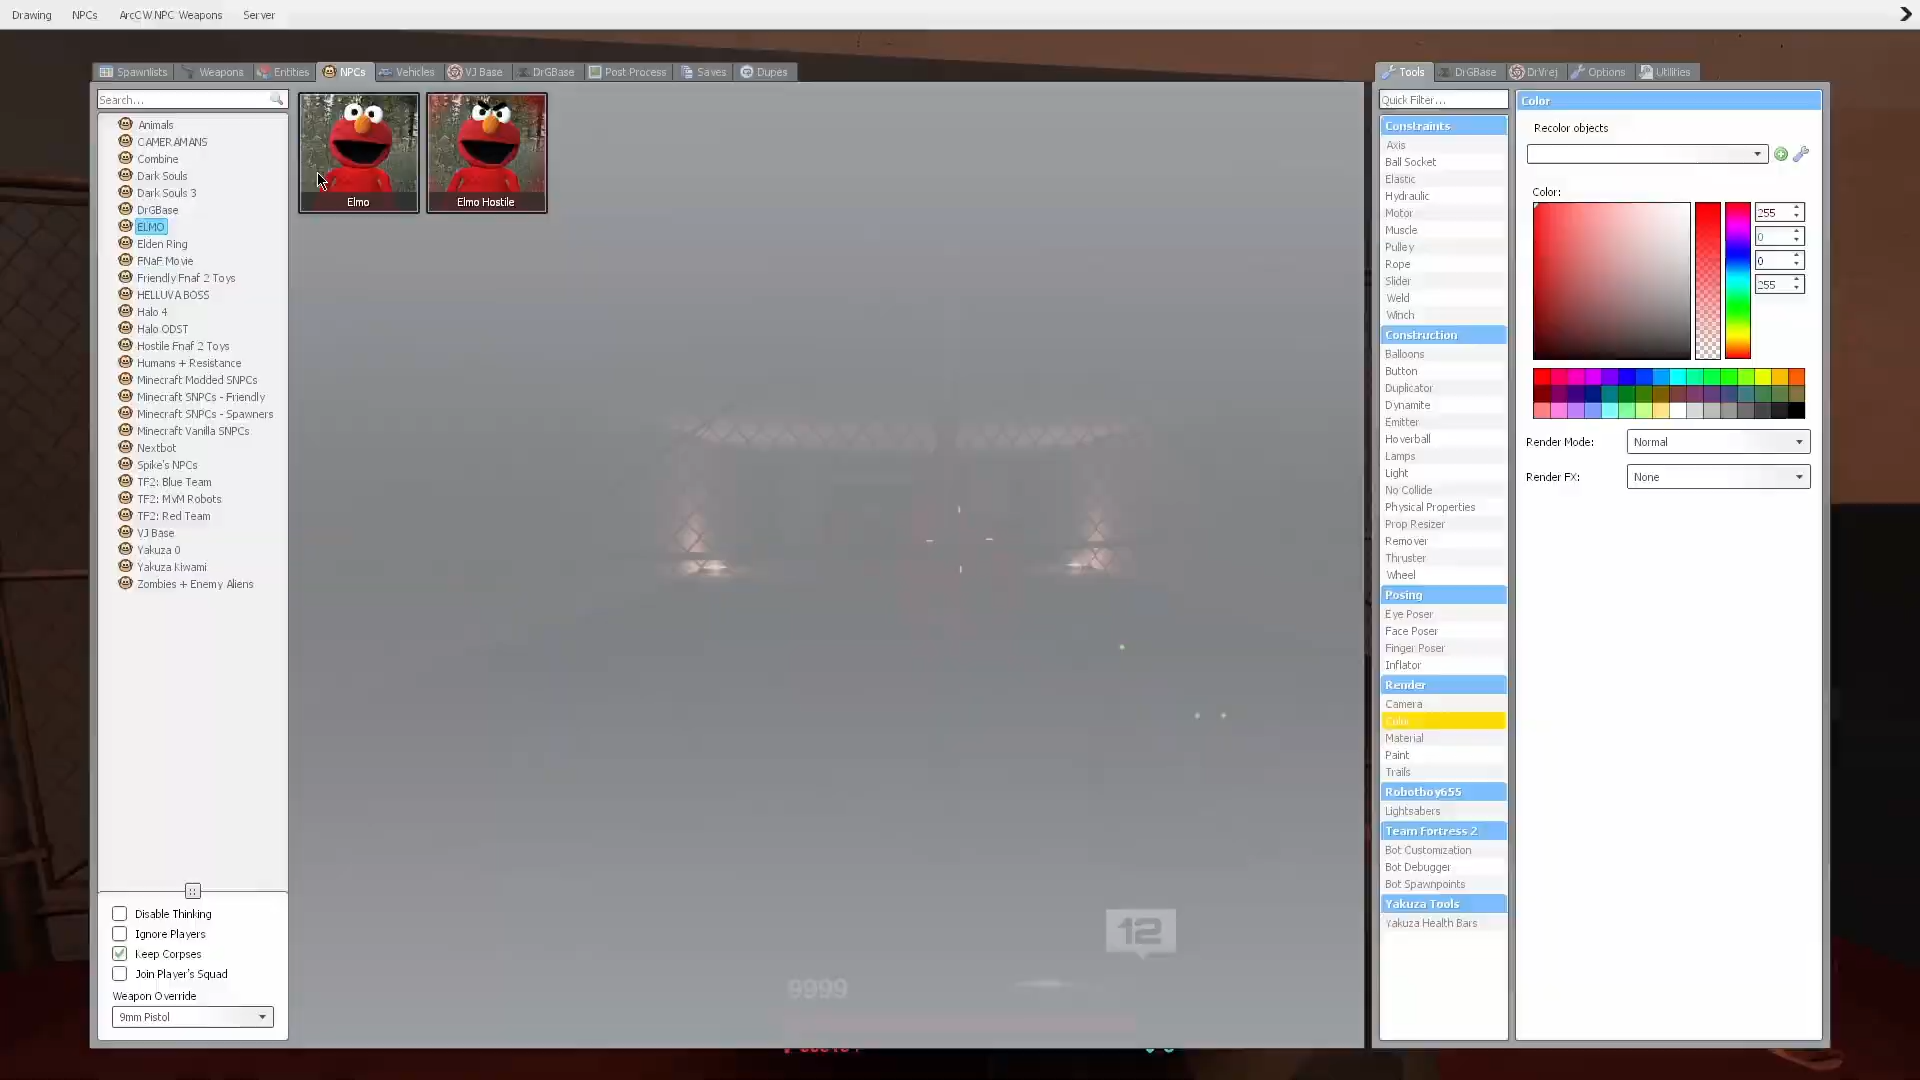 Drawing NPCs ArcCW NPC Weapons Server
Spawnlists Weapons Entities NPCs Vehicles VJ Base DrGBase Post Process Saves Dupes
Search...
Animals
CAMERAMANS
Combine
Dark Souls
Dark Souls 3
DrGBase
ELMO
Elden Ring
FNaF Movie
Friendly Fnaf 2 Toys
HELLUVA BOSS
Halo 4
Halo ODST
Hostile Fnaf 2 Toys
Humans + Resistance
Minecraft Modded SNPCs
Minecraft SNPCs - Friendly
Minecraft SNPCs - Spawners
Minecraft Vanilla SNPCs
Nextbot
Spike's NPCs
TF2: Blue Team
TF2: MvM Robots
TF2: Red Team
VJ Base
Yakuza 0
Yakuza Kiwami
Zombies + Enemy Aliens
Disable Thinking
Ignore Players
Keep Corpses
Join Player's Squad
Weapon Override
9mm Pistol
Elmo
Elmo Hostile
12
9999
Tools DrGBase DrVrej Options Utilities
Quick Filter...
Constraints
Axis
Ball Socket
Elastic
Hydraulic
Motor
Muscle
Pulley
Rope
Slider
Weld
Winch
Construction
Balloons
Button
Duplicator
Dynamite
Emitter
Hoverball
Lamps
Light
No Collide
Physical Properties
Prop Resizer
Remover
Thruster
Wheel
Posing
Eye Poser
Face Poser
Finger Poser
Inflator
Render
Camera
Color
Material
Paint
Trails
Robotboy655
Lightsabers
Team Fortress 2
Bot Customization
Bot Debugger
Bot Spawnpoints
Yakuza Tools
Yakuza Health Bars
Color
Recolor objects
Color:
255
0
0
255
Render Mode: Normal
Render FX: None